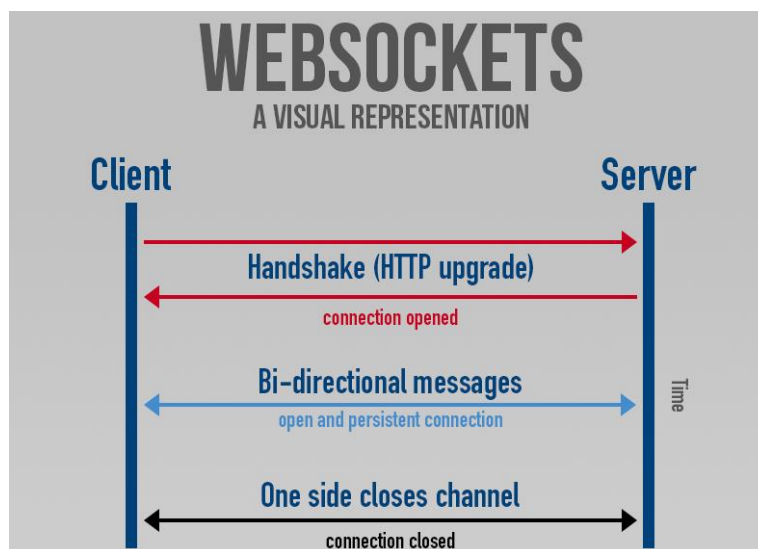 WEBSOCKETS
A VISUAL REPRESENTATION
Client
Server
Handshake (HTTP upgrade)
connection opened
Bi-directional messages
open and persistent connection
Time
One side closes channel
connection closed